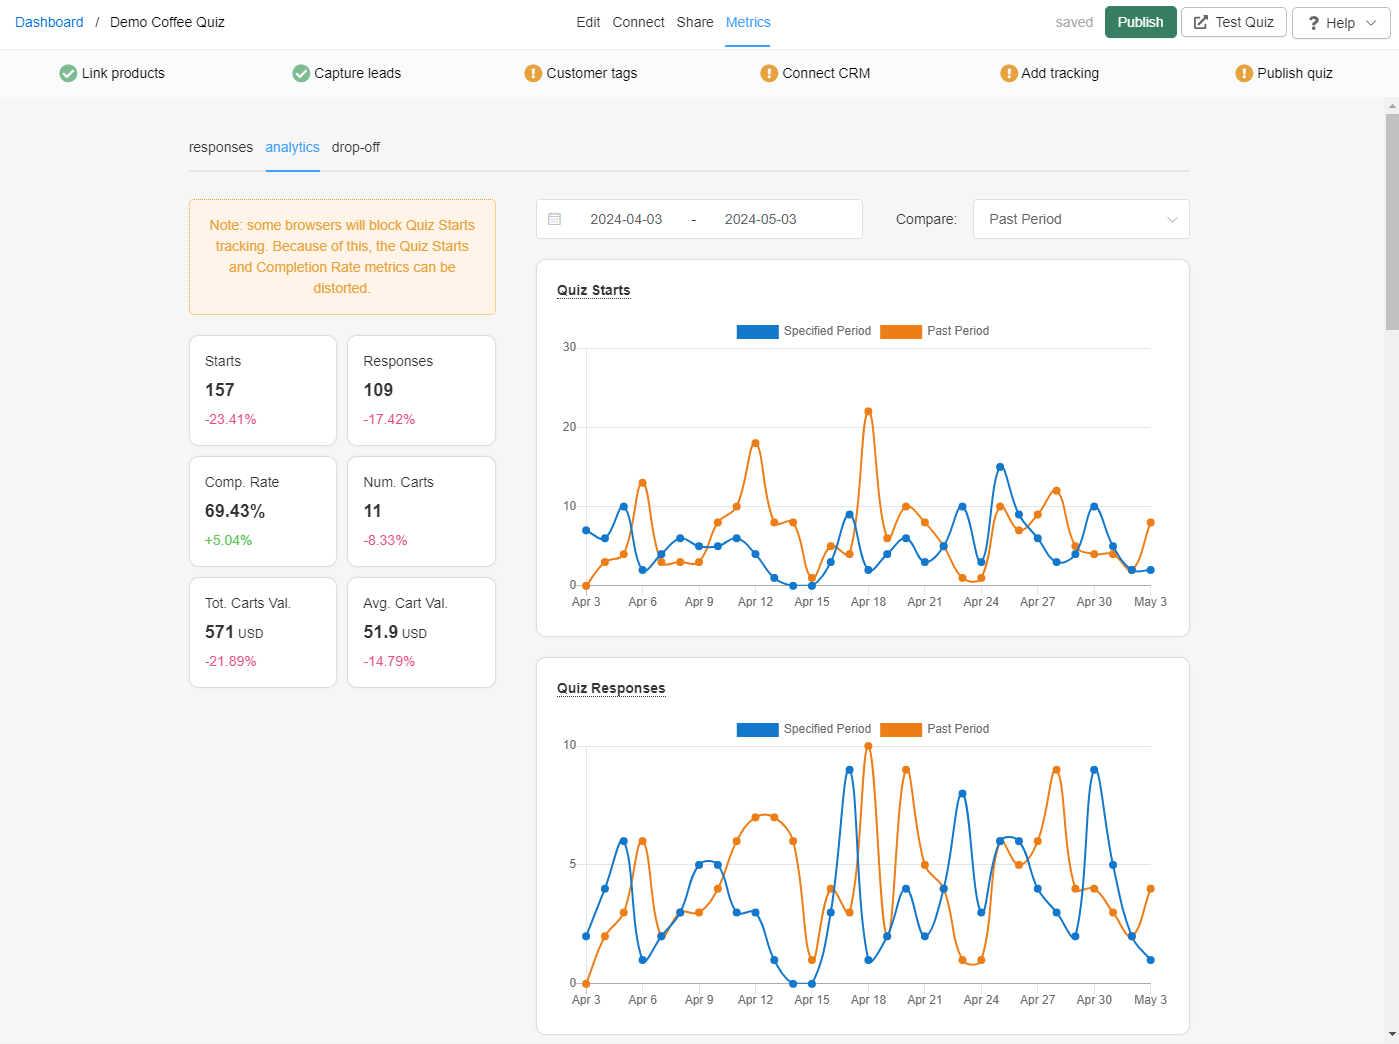 Dashboard / Demo Coffee Quiz Edit Connect Share Metrics saved Publish Test Quiz ? Help
Link products Capture leads Customer tags Connect CRM Add tracking Publish quiz
responses analytics drop-off
Note: some browsers will block Quiz Starts
tracking. Because of this, the Quiz Starts
and Completion Rate metrics can be
distorted.
2024-04-03 - 2024-05-03 Compare: Past Period
Starts
157
-23.41%
Responses
109
-17.42%
Comp. Rate
69.43%
+5.04%
Num. Carts
11
-8.33%
Tot. Carts Val.
571 USD
-21.89%
Avg. Cart Val.
51.9 USD
-14.79%
Quiz Starts
Specified Period Past Period
30
20
10
0
Apr 3 Apr 6 Apr 9 Apr 12 Apr 15 Apr 18 Apr 21 Apr 24 Apr 27 Apr 30 May 3
Quiz Responses
Specified Period Past Period
10
5
0
Apr 3 Apr 6 Apr 9 Apr 12 Apr 15 Apr 18 Apr 21 Apr 24 Apr 27 Apr 30 May 3